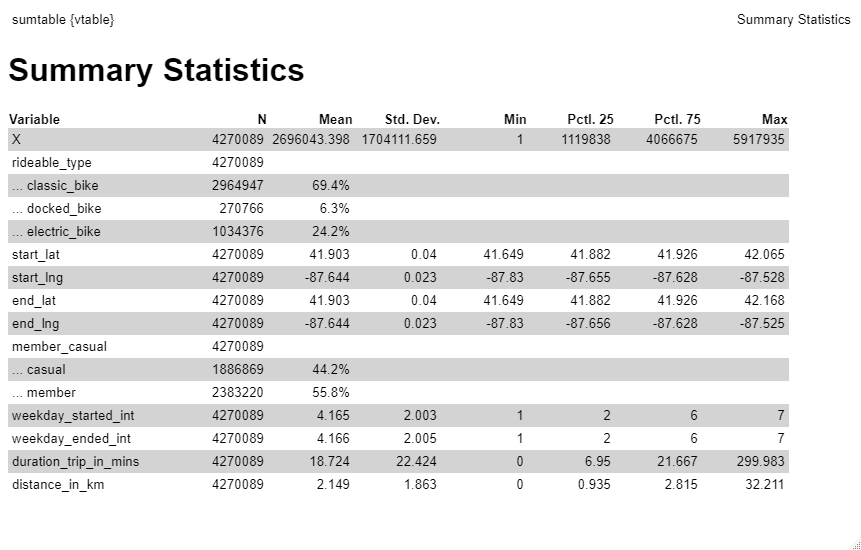 sumtable {vtable} Summary Statistics
Summary Statistics
Variable N Mean Std. Dev. Min Pctl. 25 Pctl. 75 Max
X 4270089 2696043.398 1704111.659 1 1119838 4066675 5917935
rideable_type 4270089
... classic_bike 2964947 69.4%
... docked_bike 270766 6.3%
... electric_bike 1034376 24.2%
start_lat 4270089 41.903 0.04 41.649 41.882 41.926 42.065
start_lng 4270089 -87.644 0.023 -87.83 -87.655 -87.628 -87.528
end_lat 4270089 41.903 0.04 41.649 41.882 41.926 42.168
end_lng 4270089 -87.644 0.023 -87.83 -87.656 -87.628 -87.525
member_casual 4270089
... casual 1886869 44.2%
... member 2383220 55.8%
weekday_started_int 4270089 4.165 2.003 1 2 6 7
weekday_ended_int 4270089 4.166 2.005 1 2 6 7
duration_trip_in_mins 4270089 18.724 22.424 0 6.95 21.667 299.983
distance_in_km 4270089 2.149 1.863 0 0.935 2.815 32.211